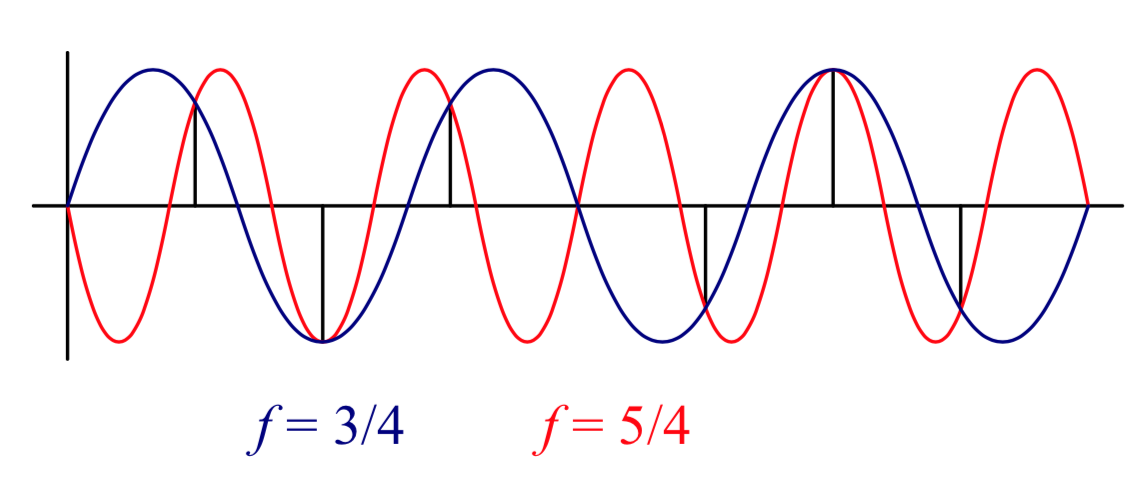 f = 3/4 f = 5/4